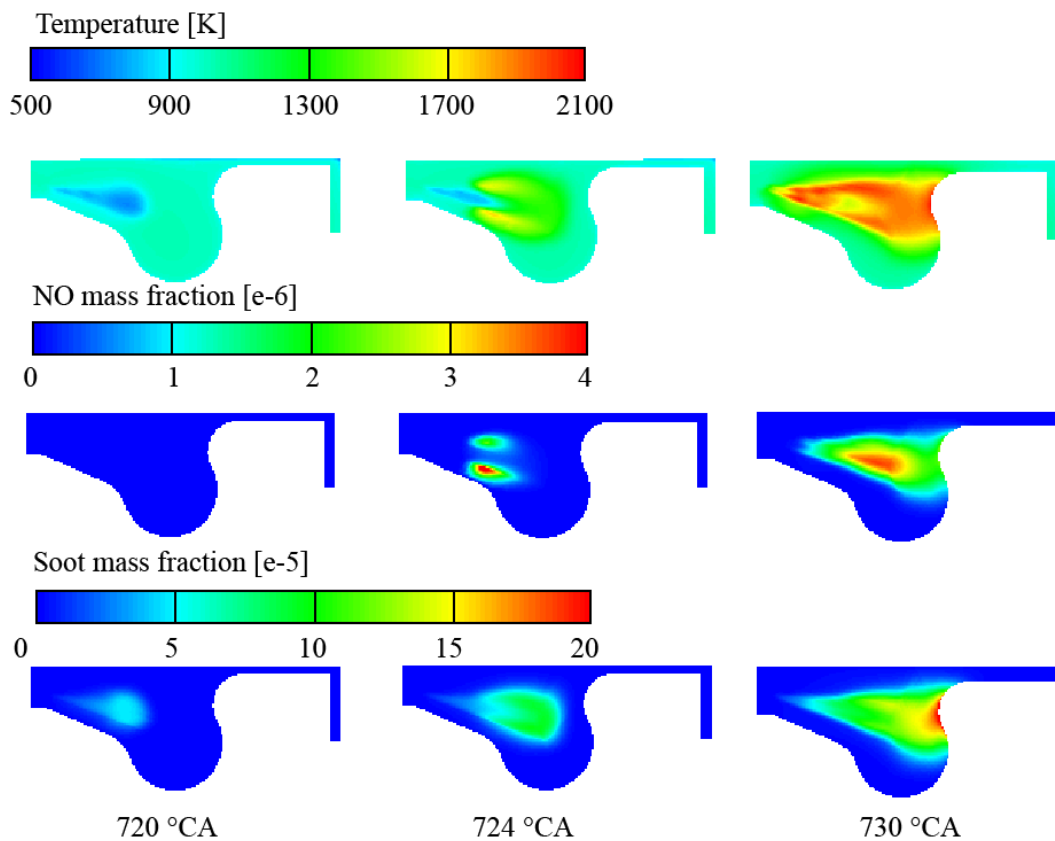 Temperature [K]
500 900 1300 1700 2100
NO mass fraction [e-6]
0 1 2 3 4
Soot mass fraction [e-5]
0 5 10 15 20
720 °CA 724 °CA 730 °CA